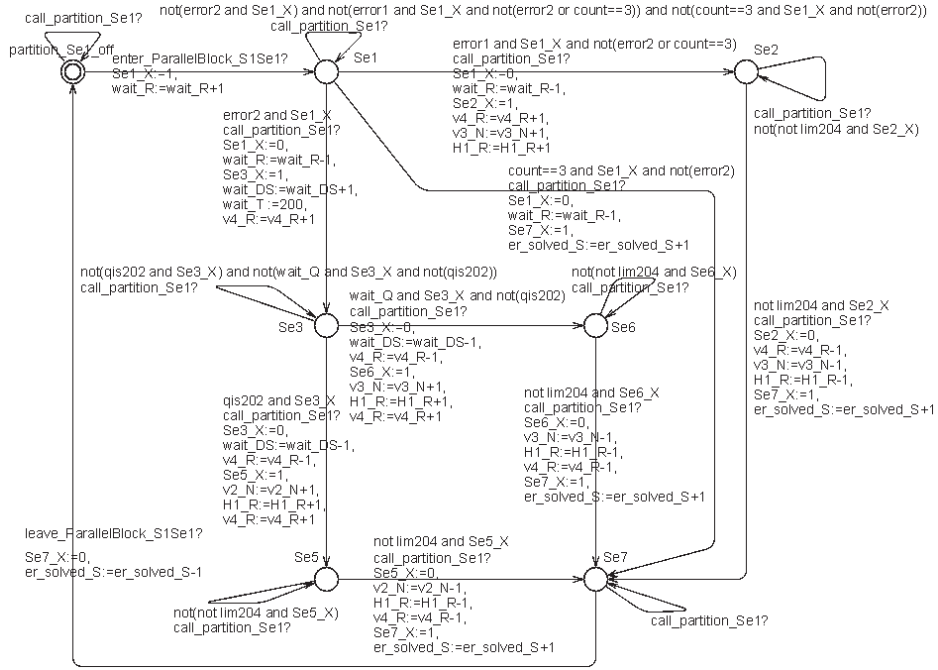 call_partition_Se1?
not(error2 and Se1_X) and not(error1 and Se1_X and not(error2 or count==3)) and not(count==3 and Se1_X and not(error2))
call_partition_Se1?
partition_Se1_off
enter_ParallelBlock_S1Se1?
Se1_X:=1,
wait_R:=wait_R+1
Se1
error1 and Se1_X and not(error2 or count==3)
call_partition_Se1?
Se1_X:=0,
wait_R:=wait_R-1,
Se2_X:=1,
v4_R:=v4_R+1,
v3_N:=v3_N+1,
H1_R:=H1_R+1
Se2
call_partition_Se1?
not(not lim204 and Se2_X)
error2 and Se1_X
call_partition_Se1?
Se1_X:=0,
wait_R:=wait_R-1,
Se3_X:=1,
wait_DS:=wait_DS+1,
wait_T :=200,
v4_R:=v4_R+1
count==3 and Se1_X and not(error2)
call_partition_Se1?
Se1_X:=0,
wait_R:=wait_R-1,
Se7_X:=1,
er_solved_S:=er_solved_S+1
not(qis202 and Se3_X) and not(wait_Q and Se3_X and not(qis202))
call_partition_Se1?
Se3
wait_Q and Se3_X and not(qis202)
call_partition_Se1?
Se3_X:=0,
wait_DS:=wait_DS-1,
v4_R:=v4_R-1,
Se6_X:=1,
v3_N:=v3_N+1,
H1_R:=H1_R+1,
v4_R:=v4_R+1
not(not lim204 and Se6_X)
call_partition_Se1?
Se6
not lim204 and Se2_X
call_partition_Se1?
Se2_X:=0,
v4_R:=v4_R-1,
v3_N:=v3_N-1,
H1_R:=H1_R-1,
Se7_X:=1,
er_solved_S:=er_solved_S+1
qis202 and Se3_X
call_partition_Se1?
Se3_X:=0,
wait_DS:=wait_DS-1,
v4_R:=v4_R-1,
Se5_X:=1,
v2_N:=v2_N+1,
H1_R:=H1_R+1,
v4_R:=v4_R+1
not lim204 and Se6_X
call_partition_Se1?
Se6_X:=0,
v3_N:=v3_N-1,
H1_R:=H1_R-1,
v4_R:=v4_R-1,
Se7_X:=1,
er_solved_S:=er_solved_S+1
leave_ParallelBlock_S1Se1?
Se7_X:=0,
er_solved_S:=er_solved_S-1
Se5
not(not lim204 and Se5_X)
call_partition_Se1?
not lim204 and Se5_X
call_partition_Se1?
Se5_X:=0,
v2_N:=v2_N-1,
H1_R:=H1_R-1,
v4_R:=v4_R-1,
Se7_X:=1,
er_solved_S:=er_solved_S+1
Se7
call_partition_Se1?